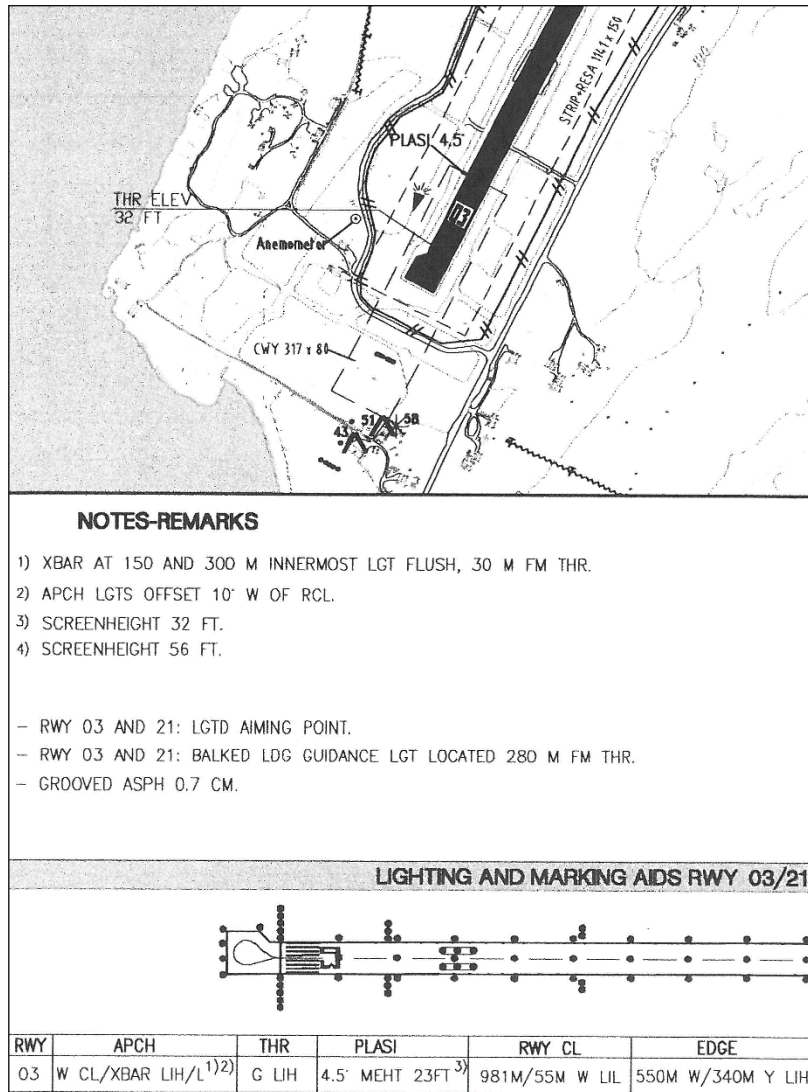 STRIP+RESA 1141 x 150
PLASI 4.5°
THR ELEV
32 FT
03
Anemometer
CWY 317 x 80
51
58
43
NOTES-REMARKS
1) XBAR AT 150 AND 300 M INNERMOST LGT FLUSH, 30 M FM THR.
2) APCH LGTS OFFSET 10° W OF RCL.
3) SCREENHEIGHT 32 FT.
4) SCREENHEIGHT 56 FT.
– RWY 03 AND 21: LGTD AIMING POINT.
– RWY 03 AND 21: BALKED LDG GUIDANCE LGT LOCATED 280 M FM THR.
– GROOVED ASPH 0.7 CM.
LIGHTING AND MARKING AIDS RWY 03/21
RWY APCH THR PLASI RWY CL EDGE
03 W CL/XBAR LIH/L 1)2) G LIH 4.5° MEHT 23FT 3) 981M/55M W LIL 550M W/340M Y LIH